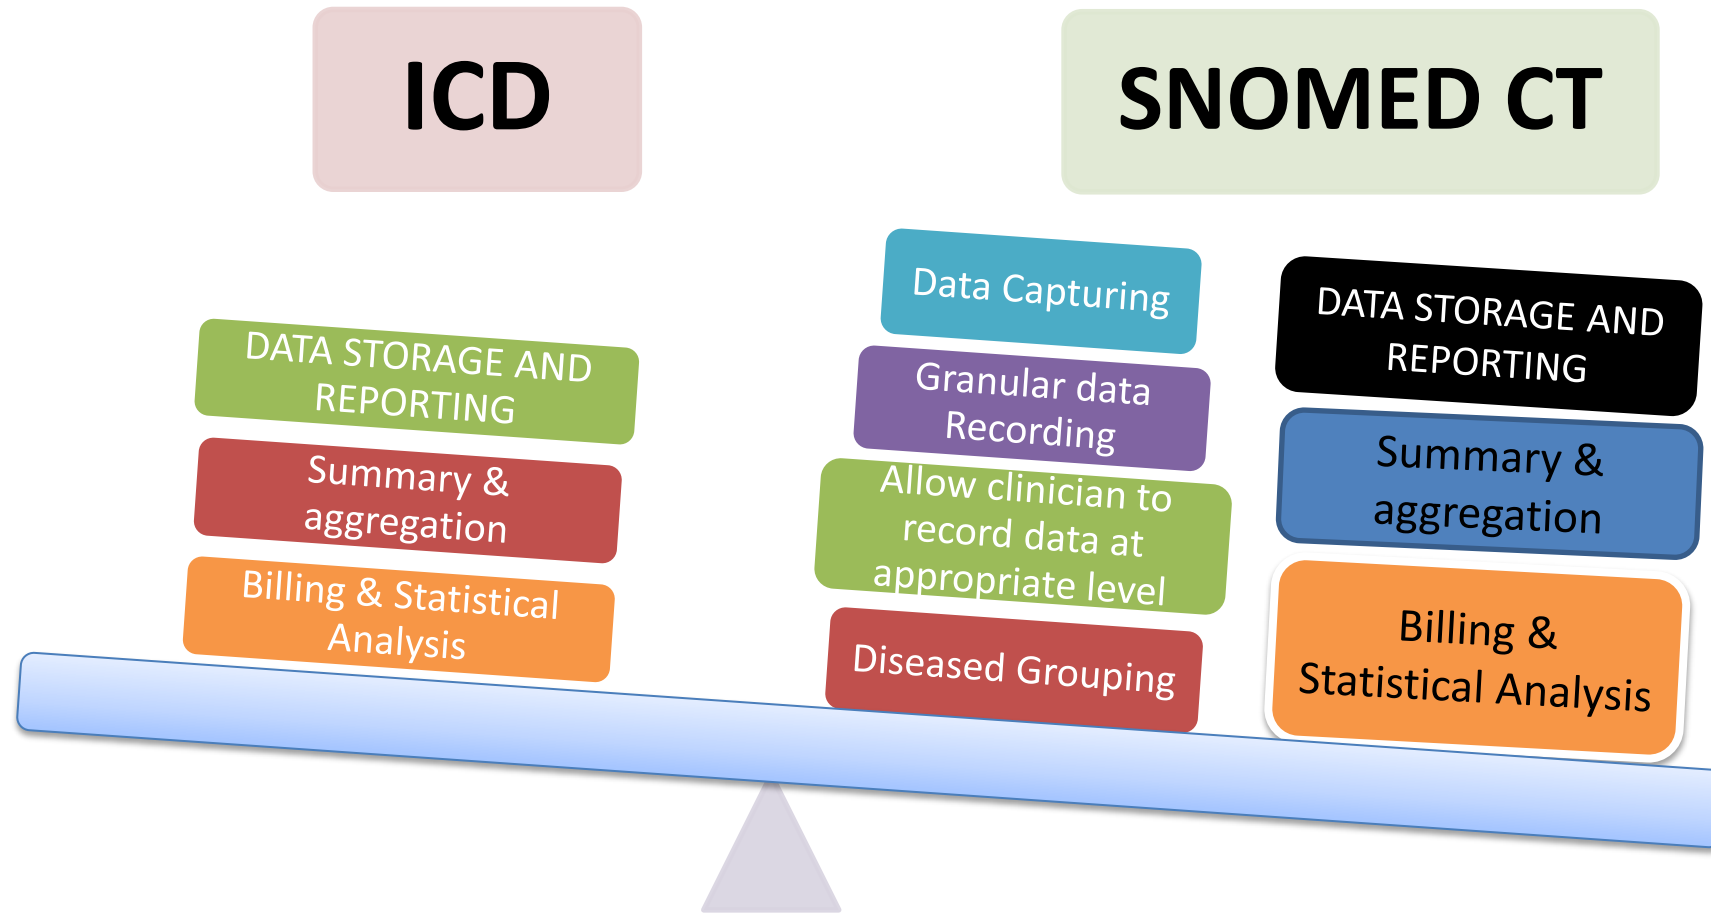 ICD
SNOMED CT
DATA STORAGE AND
REPORTING
Summary &
aggregation
Billing & Statistical
Analysis
Data Capturing
Granular data
Recording
Allow clinician to
record data at
appropriate level
Diseased Grouping
DATA STORAGE AND
REPORTING
Summary &
aggregation
Billing &
Statistical Analysis